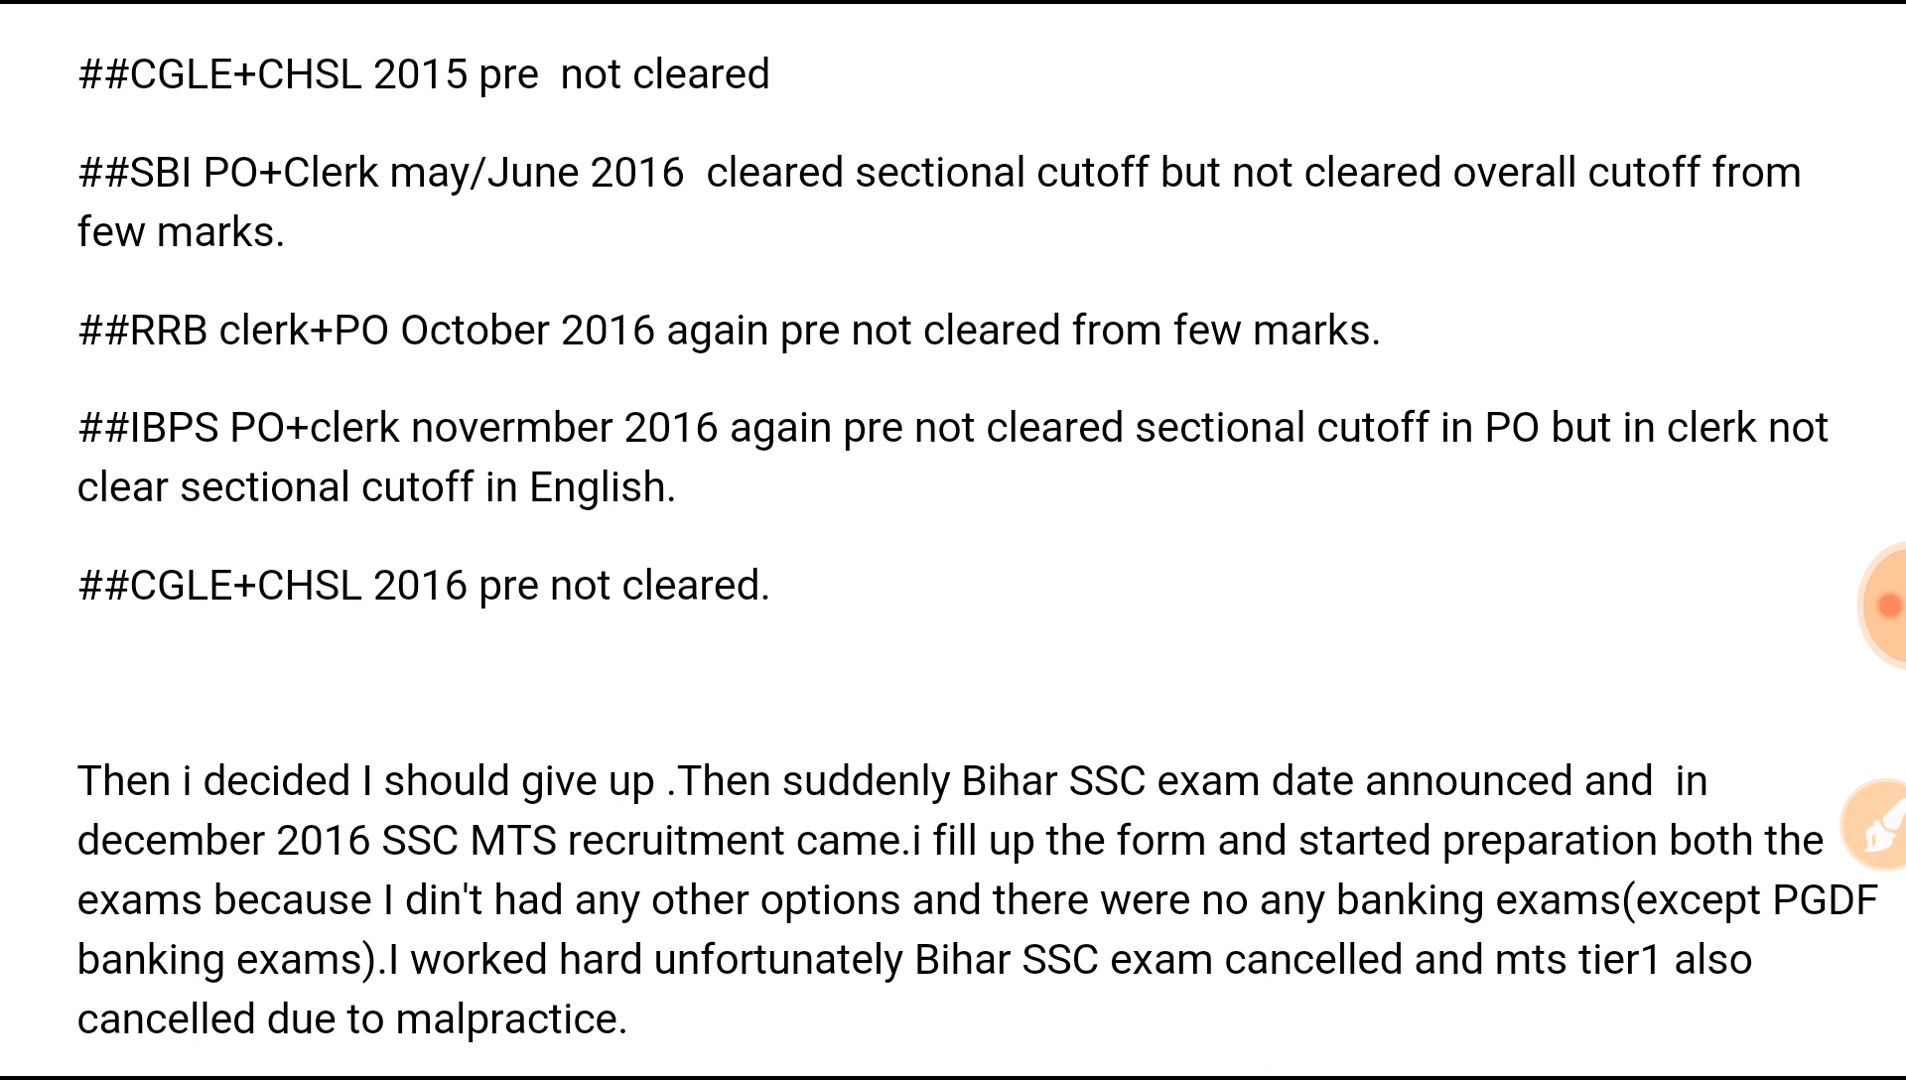 ##CGLE+CHSL 2015 pre  not cleared
##SBI PO+Clerk may/June 2016  cleared sectional cutoff but not cleared overall cutoff from
few marks.
##RRB clerk+PO October 2016 again pre not cleared from few marks.
##IBPS PO+clerk novermber 2016 again pre not cleared sectional cutoff in PO but in clerk not
clear sectional cutoff in English.
##CGLE+CHSL 2016 pre not cleared.
Then i decided I should give up .Then suddenly Bihar SSC exam date announced and  in
december 2016 SSC MTS recruitment came.i fill up the form and started preparation both the
exams because I din't had any other options and there were no any banking exams(except PGDF
banking exams).I worked hard unfortunately Bihar SSC exam cancelled and mts tier1 also
cancelled due to malpractice.